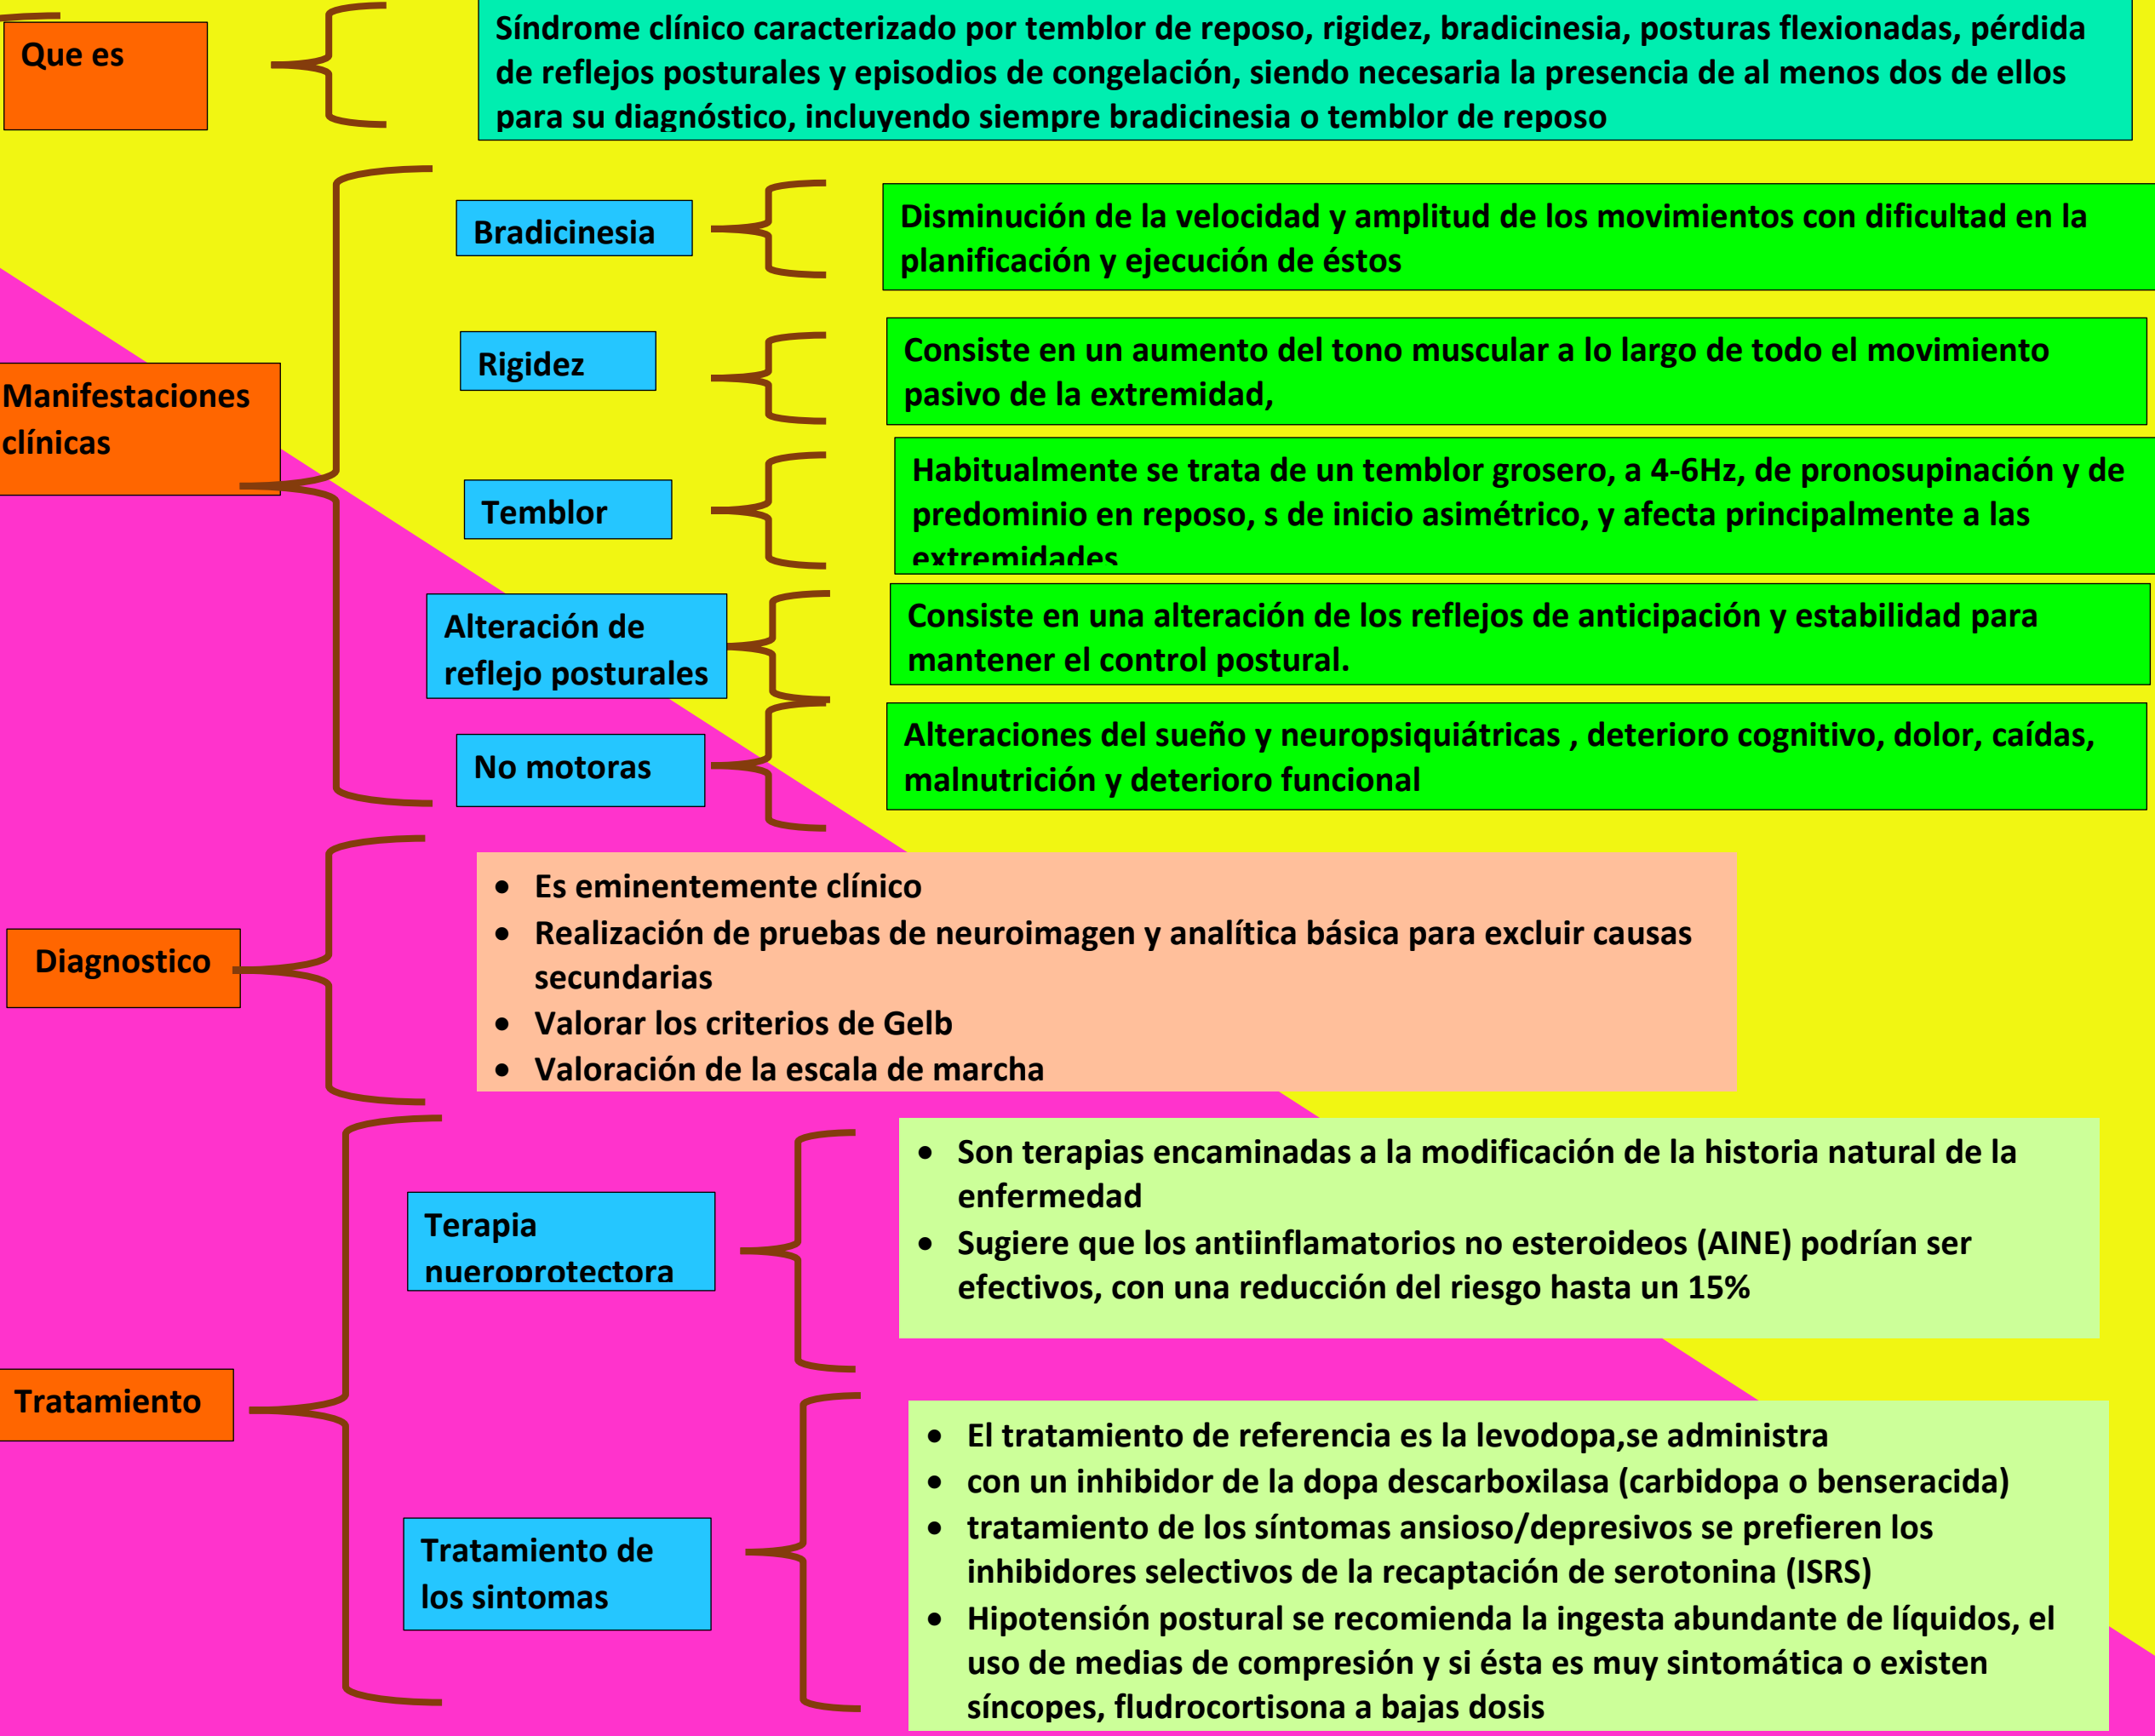 Que es
Síndrome clínico caracterizado por temblor de reposo, rigidez, bradicinesia, posturas flexionadas, pérdida
de reflejos posturales y episodios de congelación, siendo necesaria la presencia de al menos dos de ellos
para su diagnóstico, incluyendo siempre bradicinesia o temblor de reposo
Manifestaciones
clínicas
Bradicinesia
Disminución de la velocidad y amplitud de los movimientos con dificultad en la
planificación y ejecución de éstos
Rigidez
Consiste en un aumento del tono muscular a lo largo de todo el movimiento
pasivo de la extremidad,
Temblor
Habitualmente se trata de un temblor grosero, a 4-6Hz, de pronosupinación y de
predominio en reposo, s de inicio asimétrico, y afecta principalmente a las
extremidades
Alteración de
reflejo posturales
Consiste en una alteración de los reflejos de anticipación y estabilidad para
mantener el control postural.
No motoras
Alteraciones del sueño y neuropsiquiátricas , deterioro cognitivo, dolor, caídas,
malnutrición y deterioro funcional
Diagnostico
• Es eminentemente clínico
• Realización de pruebas de neuroimagen y analítica básica para excluir causas
secundarias
• Valorar los criterios de Gelb
• Valoración de la escala de marcha
Tratamiento
Terapia
nueroprotectora
• Son terapias encaminadas a la modificación de la historia natural de la
enfermedad
• Sugiere que los antiinflamatorios no esteroideos (AINE) podrían ser
efectivos, con una reducción del riesgo hasta un 15%
Tratamiento de
los sintomas
• El tratamiento de referencia es la levodopa,se administra
• con un inhibidor de la dopa descarboxilasa (carbidopa o benseracida)
• tratamiento de los síntomas ansioso/depresivos se prefieren los
inhibidores selectivos de la recaptación de serotonina (ISRS)
• Hipotensión postural se recomienda la ingesta abundante de líquidos, el
uso de medias de compresión y si ésta es muy sintomática o existen
síncopes, fludrocortisona a bajas dosis